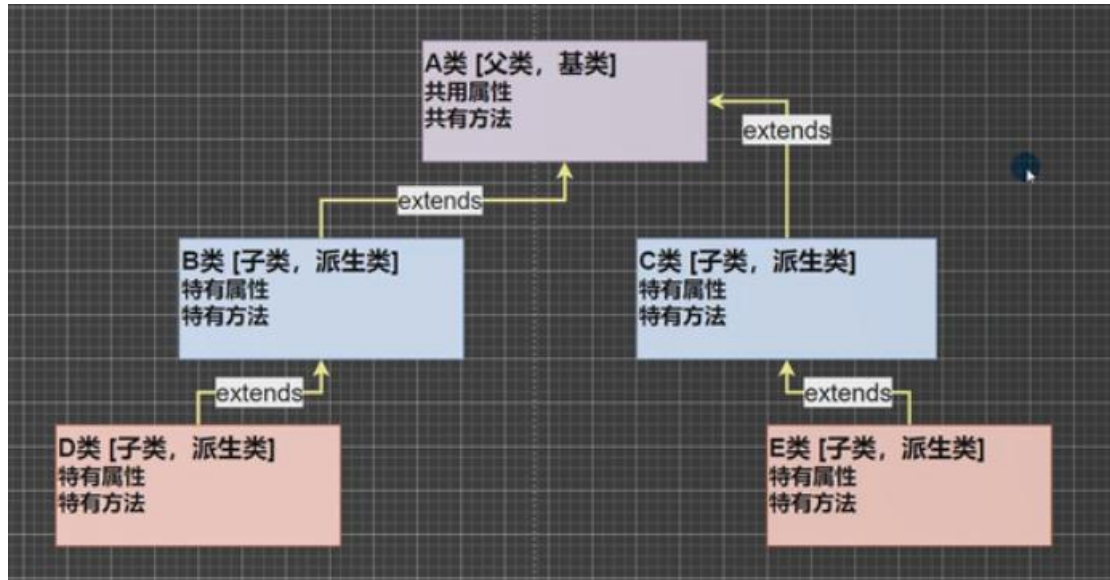 A类 [父类，基类]
共用属性
共有方法
extends
extends
B类 [子类，派生类]
特有属性
特有方法
C类 [子类，派生类]
特有属性
特有方法
extends
extends
D类 [子类，派生类]
特有属性
特有方法
E类 [子类，派生类]
特有属性
特有方法